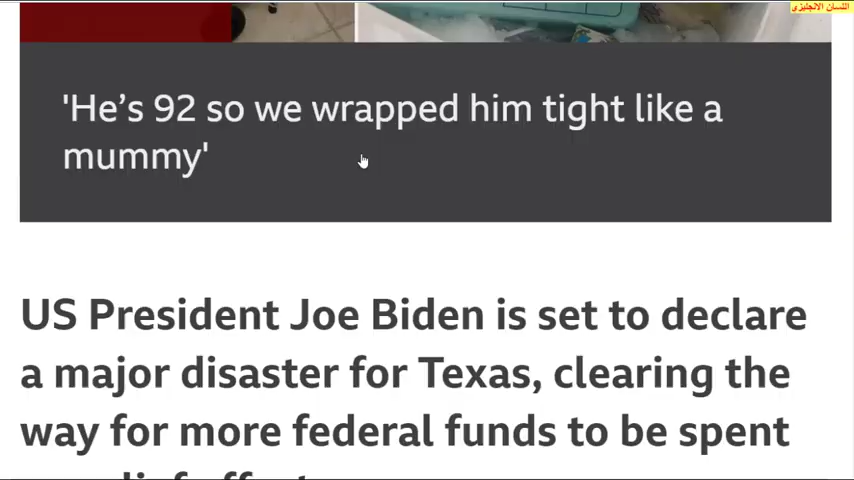 اللسان الانجليزي
'He’s 92 so we wrapped him tight like a
mummy'
US President Joe Biden is set to declare
a major disaster for Texas, clearing the
way for more federal funds to be spent